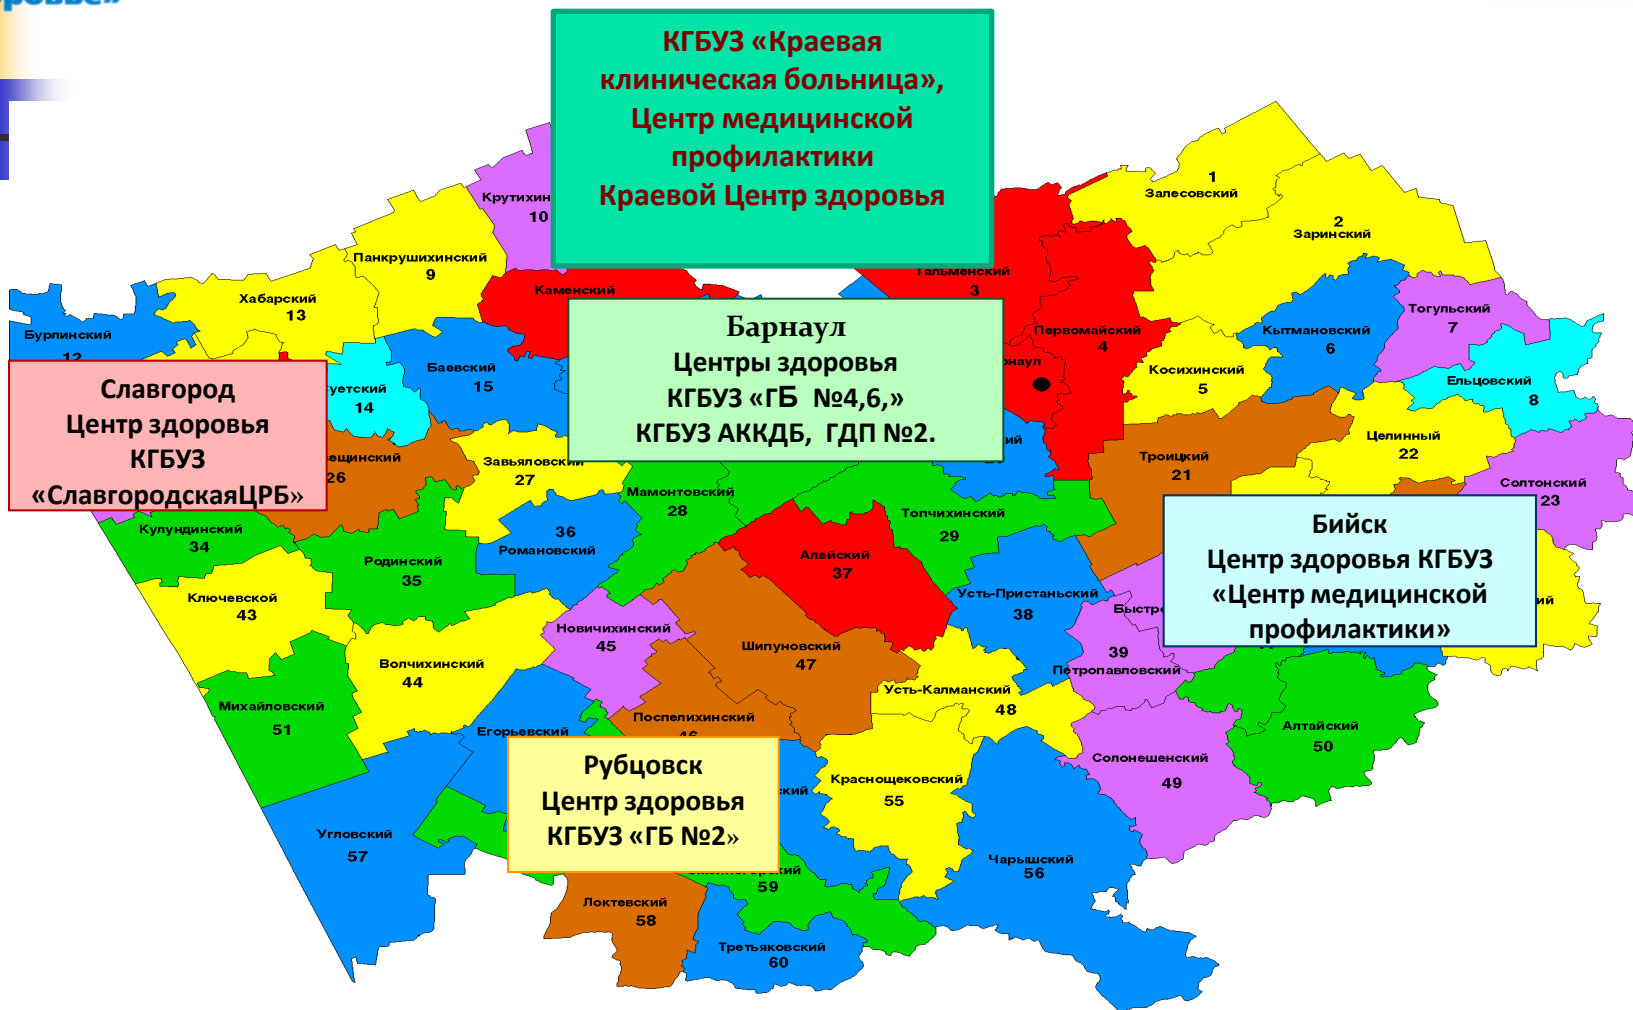 КГБУЗ «Краевая
клиническая больница»,
Центр медицинской
профилактики
Краевой Центр здоровья
1
Залесовский
2
Заринский
10
Панкрушихинский
9
Тальменский
3
Каменский
Хабарский
13
Тогульский
7
Бурлинский
12
Первомайский
4
Кытмановский
6
Барнаул
Центры здоровья
КГБУЗ «ГБ №4,6,»
КГБУЗ АККДБ, ГДП №2.
Баевский
15
Косихинский
5
Ельцовский
8
Славгород
Центр здоровья
КГБУЗ
«СлавгородскаяЦРБ»
14
Целинный
22
Троицкий
21
Завьяловский
27
26
Солтонский
23
Мамонтовский
28
Топчихинский
29
Кулундинский
34
36
Романовский
Родинский
35
Алейский
37
Бийск
Центр здоровья КГБУЗ
«Центр медицинской
профилактики»
Ключевской
43
Усть-Пристаньский
38
Новичихинский
45
Шипуновский
47
39
Петропавловский
Волчихинский
44
Усть-Калманский
48
Михайловский
51
Поспелихинский
Алтайский
50
Егорьевский
Солонешенский
49
Рубцовск
Центр здоровья
КГБУЗ «ГБ №2»
Краснощековский
55
Угловский
57
Чарышский
56
59
Локтевский
58
Третьяковский
60